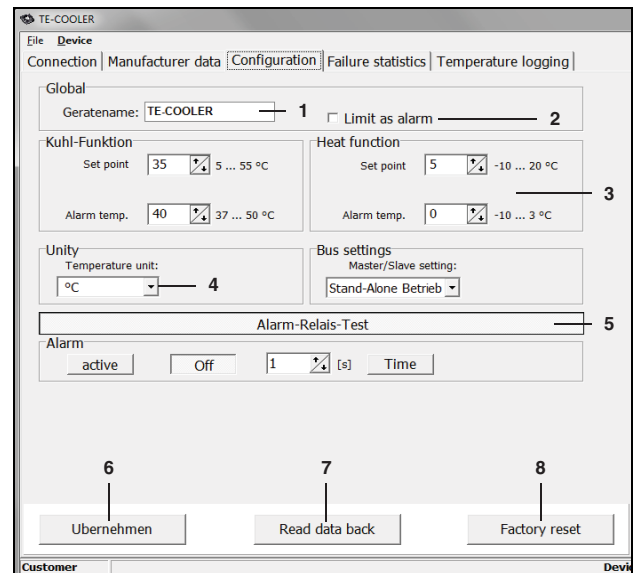 TE-COOLER
File Device
Connection Manufacturer data Configuration Failure statistics Temperature logging
Global
Geratename: TE-COOLER 1 Limit as alarm 2
Kuhl-Funktion Heat function
Set point 35 5 ... 55 °C Set point 5 -10 ... 20 °C
3
Alarm temp. 40 37 ... 50 °C Alarm temp. 0 -10 ... 3 °C
Unity Bus settings
Temperature unit: Master/Slave setting:
°C 4 Stand-Alone Betrieb
Alarm-Relais-Test 5
Alarm
active Off 1 [s] Time
6 7 8
Ubernehmen Read data back Factory reset
Customer Devi